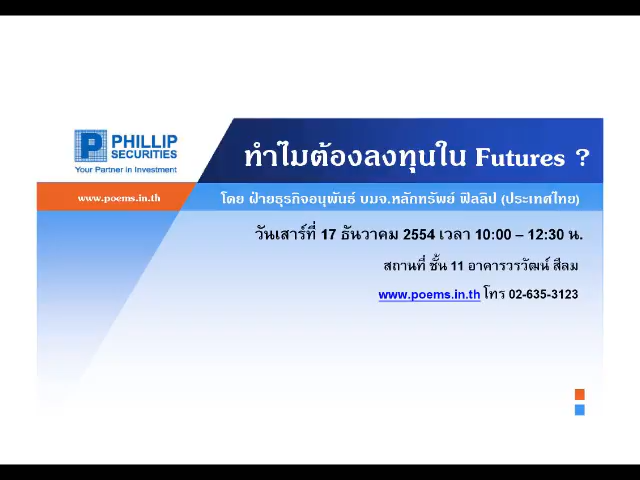 PHILLIP
SECURITIES
Your Partner in Investment
ทำไมต้องลงทุนใน Futures ?
www.poems.in.th
โดย ฝ่ายธุรกิจอนุพันธ์ บมจ.หลักทรัพย์ ฟิลลิป (ประเทศไทย)
วันเสาร์ที่ 17 ธันวาคม 2554 เวลา 10:00 – 12:30 น.
สถานที่ ชั้น 11 อาคารวรวัฒน์ สีลม
www.poems.in.th โทร 02-635-3123